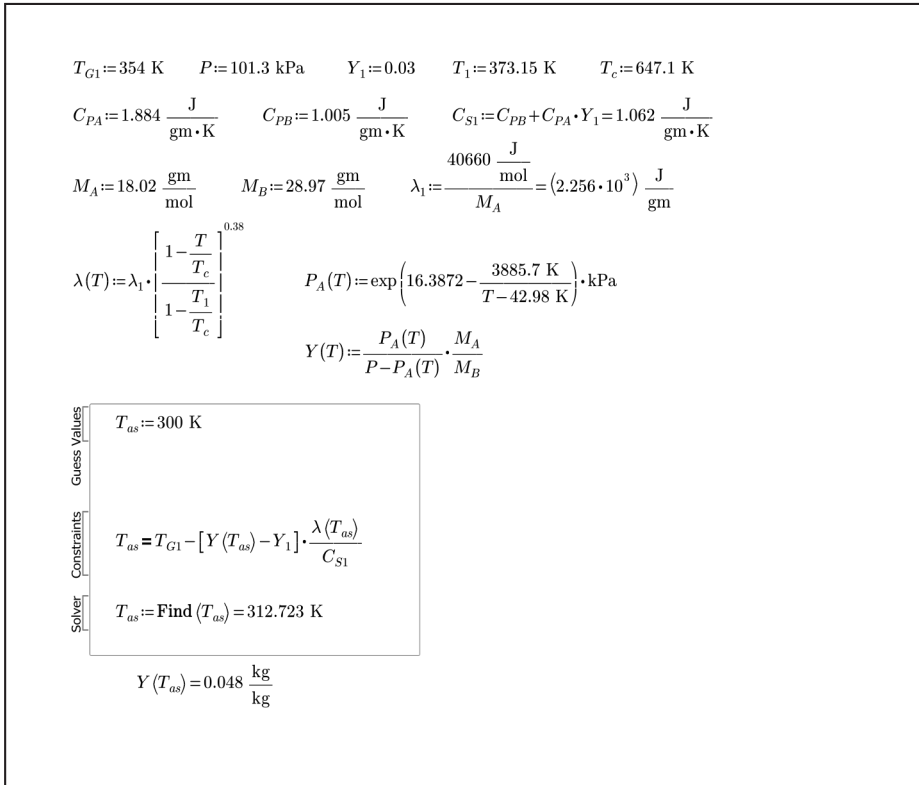 T_G1:=354 K P:=101.3 kPa Y_1:=0.03 T_1:=373.15 K T_c:=647.1 K
C_PA:=1.884 J/(gm·K) C_PB:=1.005 J/(gm·K) C_S1:=C_PB+C_PA·Y_1=1.062 J/(gm·K)
M_A:=18.02 gm/mol M_B:=28.97 gm/mol λ_1:=(40660 J/mol)/M_A=(2.256·10^3) J/gm
λ(T):=λ_1·[(1-T/T_c)/(1-T_1/T_c)]^0.38 P_A(T):=exp(16.3872-(3885.7 K)/(T-42.98 K))·kPa
Y(T):=P_A(T)/(P-P_A(T))·M_A/M_B
Guess Values
T_as:=300 K
Constraints
T_as=T_G1-[Y(T_as)-Y_1]·λ(T_as)/C_S1
Solver
T_as:=Find(T_as)=312.723 K
Y(T_as)=0.048 kg/kg